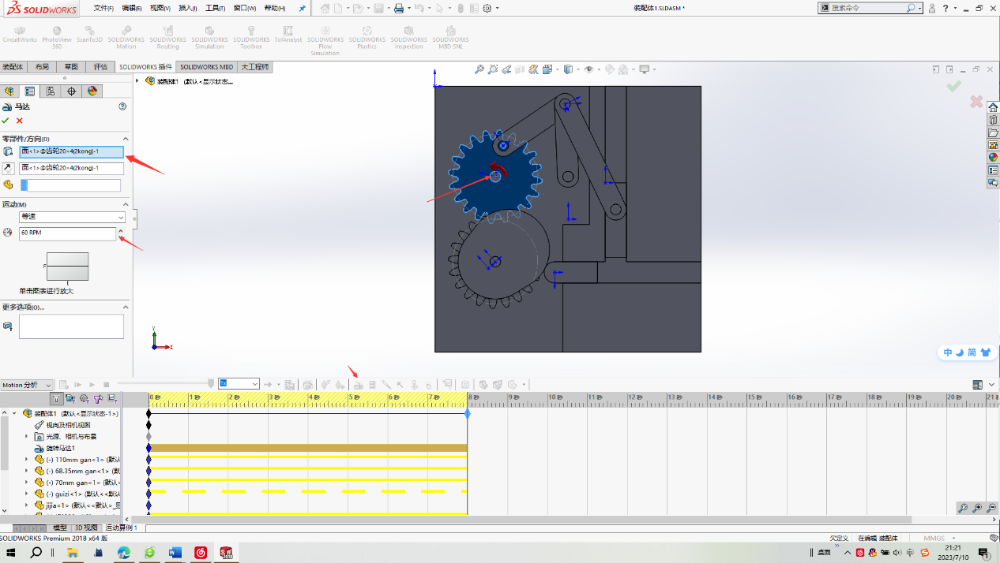 SOLIDWORKS 文件(F) 编辑(E) 视图(V) 插入(I) 工具(T) 窗口(W) 帮助(H) 装配体1.SLDASM * 搜索命令
CircuitWorks
PhotoView 360
ScanTo3D
SOLIDWORKS Motion
SOLIDWORKS Routing
SOLIDWORKS Simulation
SOLIDWORKS Toolbox
TolAnalyst
SOLIDWORKS Flow Simulation
SOLIDWORKS Plastics
SOLIDWORKS Inspection
SOLIDWORKS MBD SNL
装配体 布局 草图 评估 SOLIDWORKS 插件 SOLIDWORKS MBD 大工程师
装配体1 (默认<显示状态...
马达
零部件/方向(D)
面<1>@齿轮20×4(2kong)-1
面<1>@齿轮20×4(2kong)-1
运动(M)
等速
60 RPM
F
t
单击图表进行放大
更多选项(O)...
Y
X
中 简
Motion 分析 1x
0 秒 1 秒 2 秒 3 秒 4 秒 5 秒 6 秒 7 秒 8 秒 9 秒 10 秒 11 秒 12 秒 13 秒 14 秒 15 秒 16 秒 17 秒 18 秒 19 秒 20 秒 21 秒
装配体1 (默认<显示状态-1>)
视向及相机视图
光源、相机与布景
旋转马达1
(-) 110mm gan<1> (默认
(-) 68.35mm gan<1> (默
(-) 70mm gan<1> (默认<
(-) guizi<1> (默认<<默
jijia<1> (默认<<默认>_显
模型 3D 视图 运动算例 1
SOLIDWORKS Premium 2018 x64 版 欠定义 在编辑 装配体 MMGS
桌面 中 21:21
2023/7/10